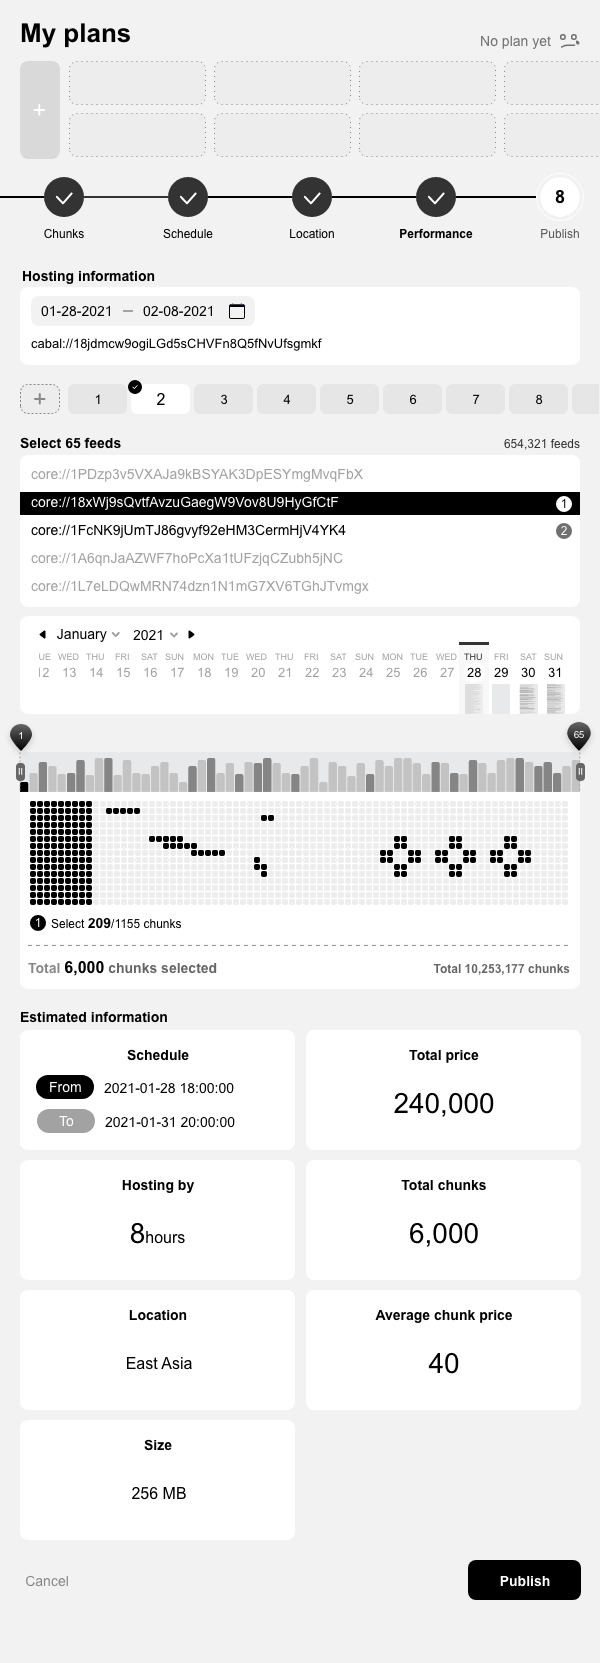 My plans
No plan yet
+
8
Chunks Schedule Location Performance Publish
Hosting information
01-28-2021 — 02-08-2021
cabal://18jdmcw9ogiLGd5sCHVFn8Q5fNvUfsgmkf
+ 1 2 3 4 5 6 7 8
Select 65 feeds 654,321 feeds
core://1PDzp3v5VXAJa9kBSYAK3DpESYmgMvqFbX
core://18xWj9sQvtfAvzuGaegW9Vov8U9HyGfCtF 1
core://1FcNK9jUmTJ86gvyf92eHM3CermHjV4YK4 2
core://1A6qnJaAZWF7hoPcXa1tUFzjqCZubh5jNC
core://1L7eLDQwMRN74dzn1N1mG7XV6TGhJTvmgx
January 2021
UE WED THU FRI SAT SUN MON TUE WED THU FRI SAT SUN MON TUE WED THU FRI SAT SUN
12 13 14 15 16 17 18 19 20 21 22 23 24 25 26 27 28 29 30 31
1 65
1 Select 209/1155 chunks
Total 6,000 chunks selected Total 10,253,177 chunks
Estimated information
Schedule
From 2021-01-28 18:00:00
To 2021-01-31 20:00:00
Total price
240,000
Hosting by
8hours
Total chunks
6,000
Location
East Asia
Average chunk price
40
Size
256 MB
Cancel Publish